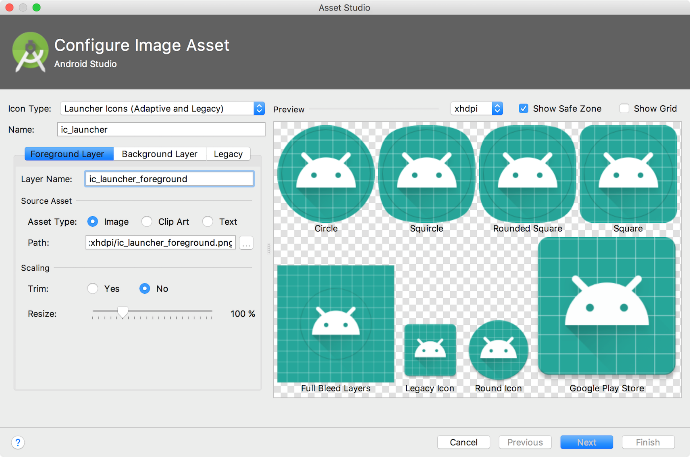 Asset Studio
Configure Image Asset
Android Studio
Icon Type: Launcher Icons (Adaptive and Legacy)
Name: ic_launcher
Foreground Layer Background Layer Legacy
Layer Name: ic_launcher_foreground
Source Asset
Asset Type: Image Clip Art Text
Path: :xhdpi/ic_launcher_foreground.png ...
Scaling
Trim: Yes No
Resize: 100 %
Preview xhdpi Show Safe Zone Show Grid
Circle Squircle Rounded Square Square
Full Bleed Layers Legacy Icon Round Icon Google Play Store
? Cancel Previous Next Finish